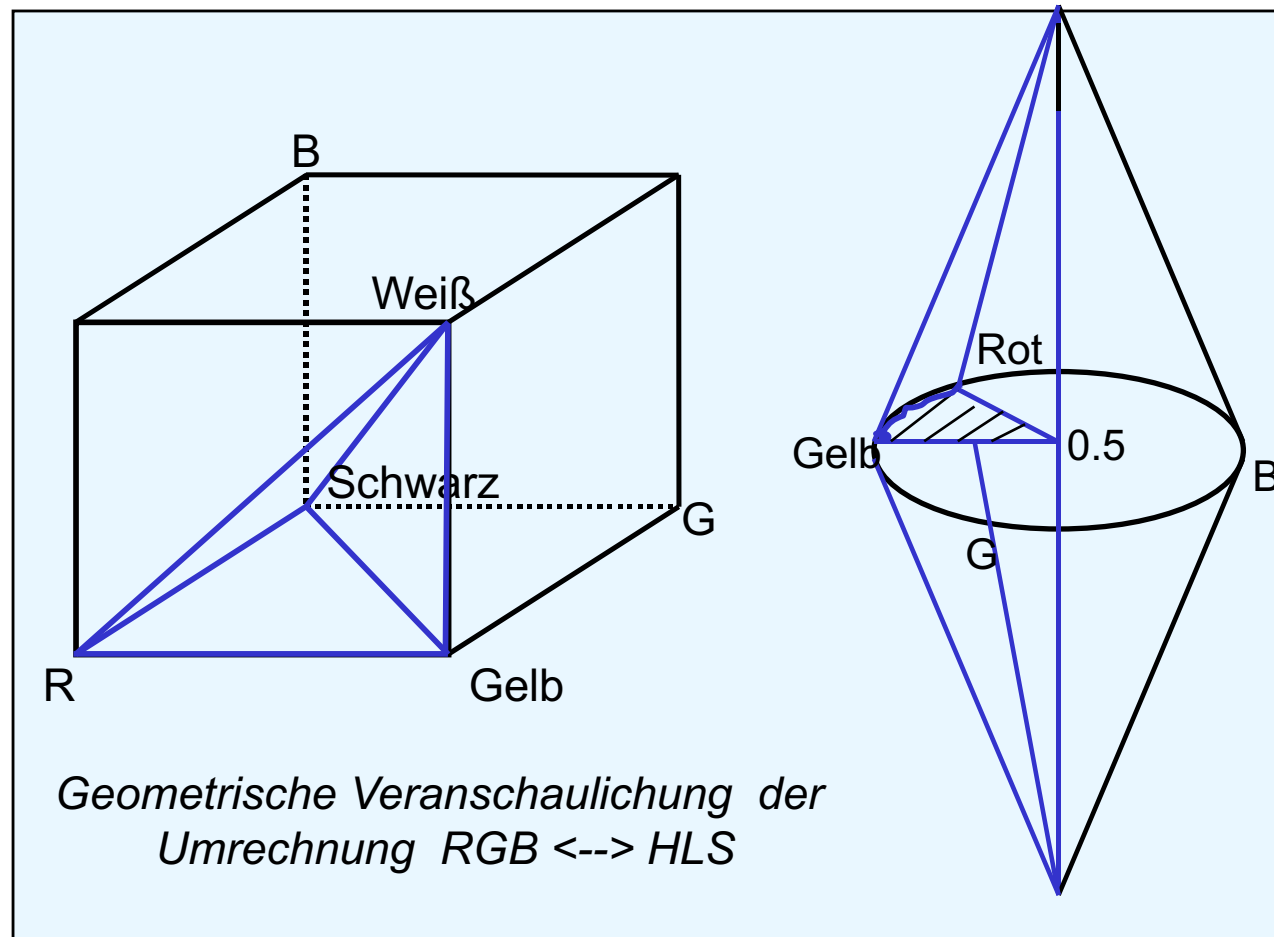 B
Weiß
Schwarz
G
R
Gelb
Rot
Gelb
0.5
B
G
Geometrische Veranschaulichung der
Umrechnung RGB <--> HLS